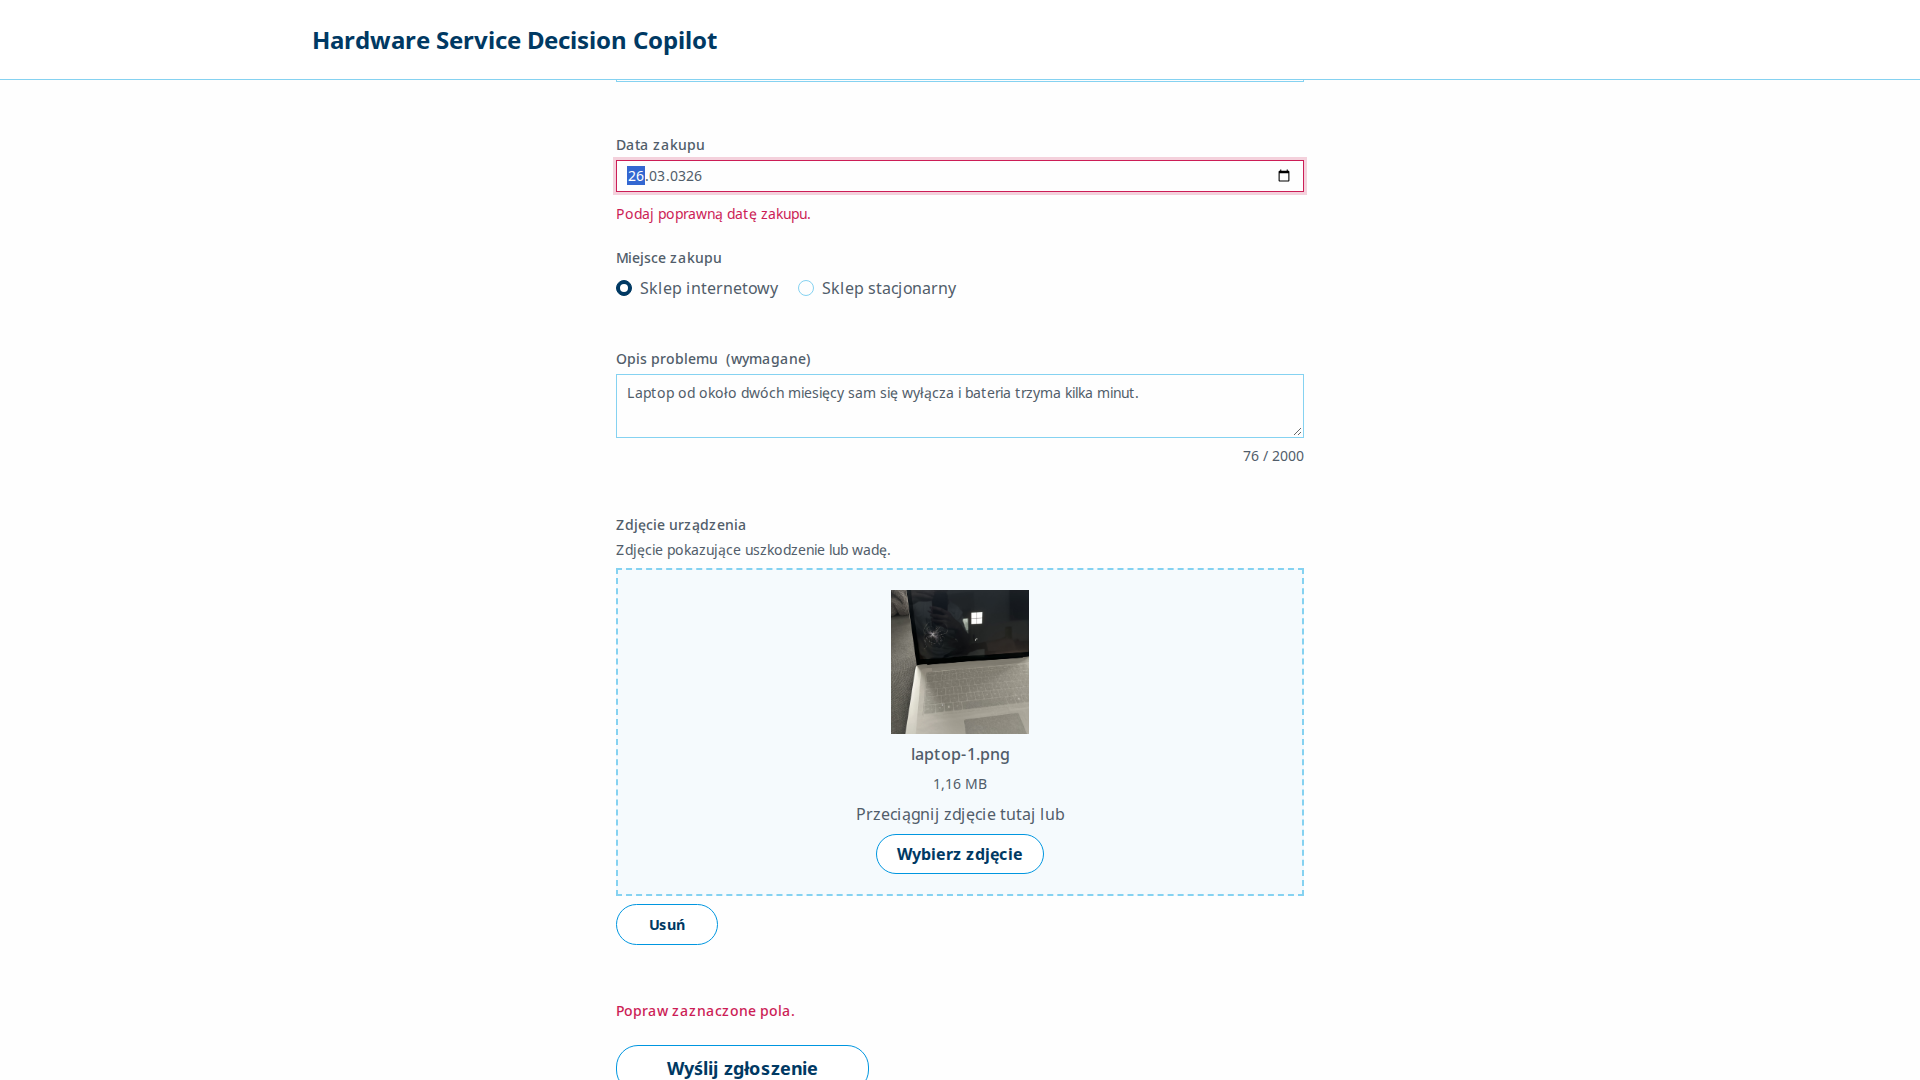 Hardware Service Decision Copilot
Data zakupu
26.03.0326
Podaj poprawną datę zakupu.
Miejsce zakupu
Sklep internetowy
Sklep stacjonarny
Opis problemu (wymagane)
Laptop od około dwóch miesięcy sam się wyłącza i bateria trzyma kilka minut.
76 / 2000
Zdjęcie urządzenia
Zdjęcie pokazujące uszkodzenie lub wadę.
laptop-1.png
1,16 MB
Przeciągnij zdjęcie tutaj lub
Wybierz zdjęcie
Usuń
Popraw zaznaczone pola.
Wyślij zgłoszenie